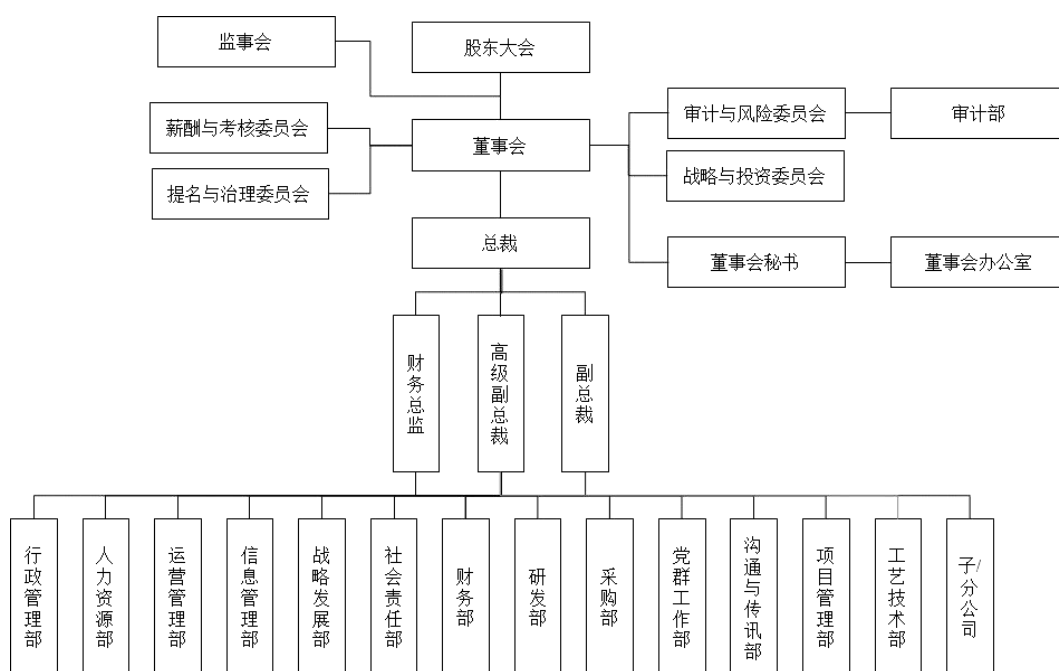 监事会
股东大会
薪酬与考核委员会
董事会
审计与风险委员会
审计部
提名与治理委员会
战略与投资委员会
总裁
董事会秘书
董事会办公室
财务总监
高级副总裁
副总裁
行政管理部
人力资源部
运营管理部
信息管理部
战略发展部
社会责任部
财务部
研发部
采购部
党群工作部
沟通与传讯部
项目管理部
工艺技术部
子/分公司